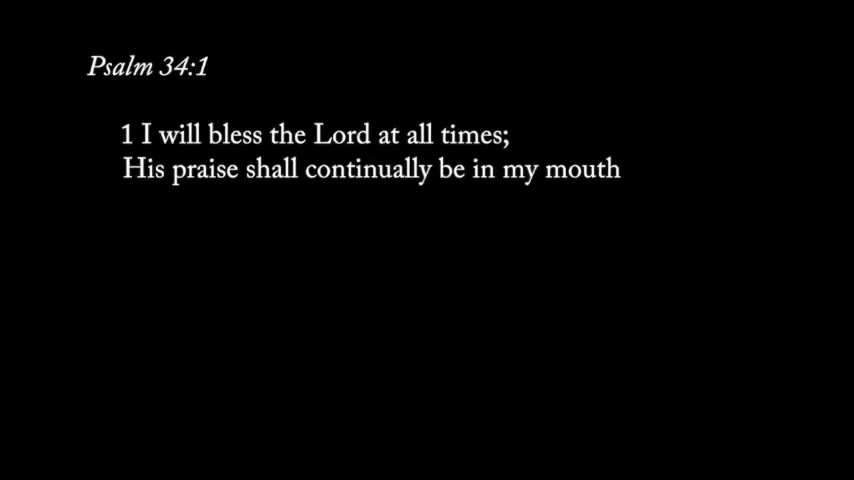 Psalm 34:1
1 I will bless the Lord at all times;
His praise shall continually be in my mouth